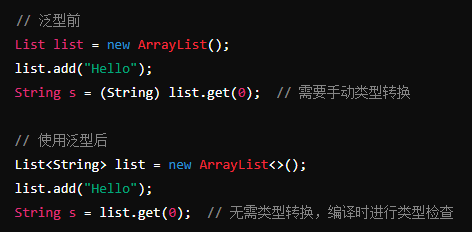 // 泛型前
List list = new ArrayList();
list.add("Hello");
String s = (String) list.get(0);  // 需要手动类型转换
// 使用泛型后
List<String> list = new ArrayList<>();
list.add("Hello");
String s = list.get(0);  // 无需类型转换，编译时进行类型检查